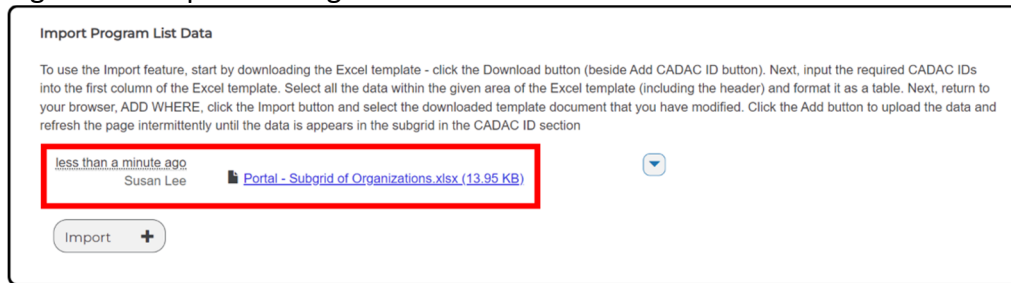 Import Program List Data
To use the Import feature, start by downloading the Excel template - click the Download button (beside Add CADAC ID button). Next, input the required CADAC IDs
into the first column of the Excel template. Select all the data within the given area of the Excel template (including the header) and format it as a table. Next, return to
your browser, ADD WHERE, click the Import button and select the downloaded template document that you have modified. Click the Add button to upload the data and
refresh the page intermittently until the data is appears in the subgrid in the CADAC ID section
less than a minute ago
Susan Lee
Portal - Subgrid of Organizations.xlsx (13.95 KB)
Import +